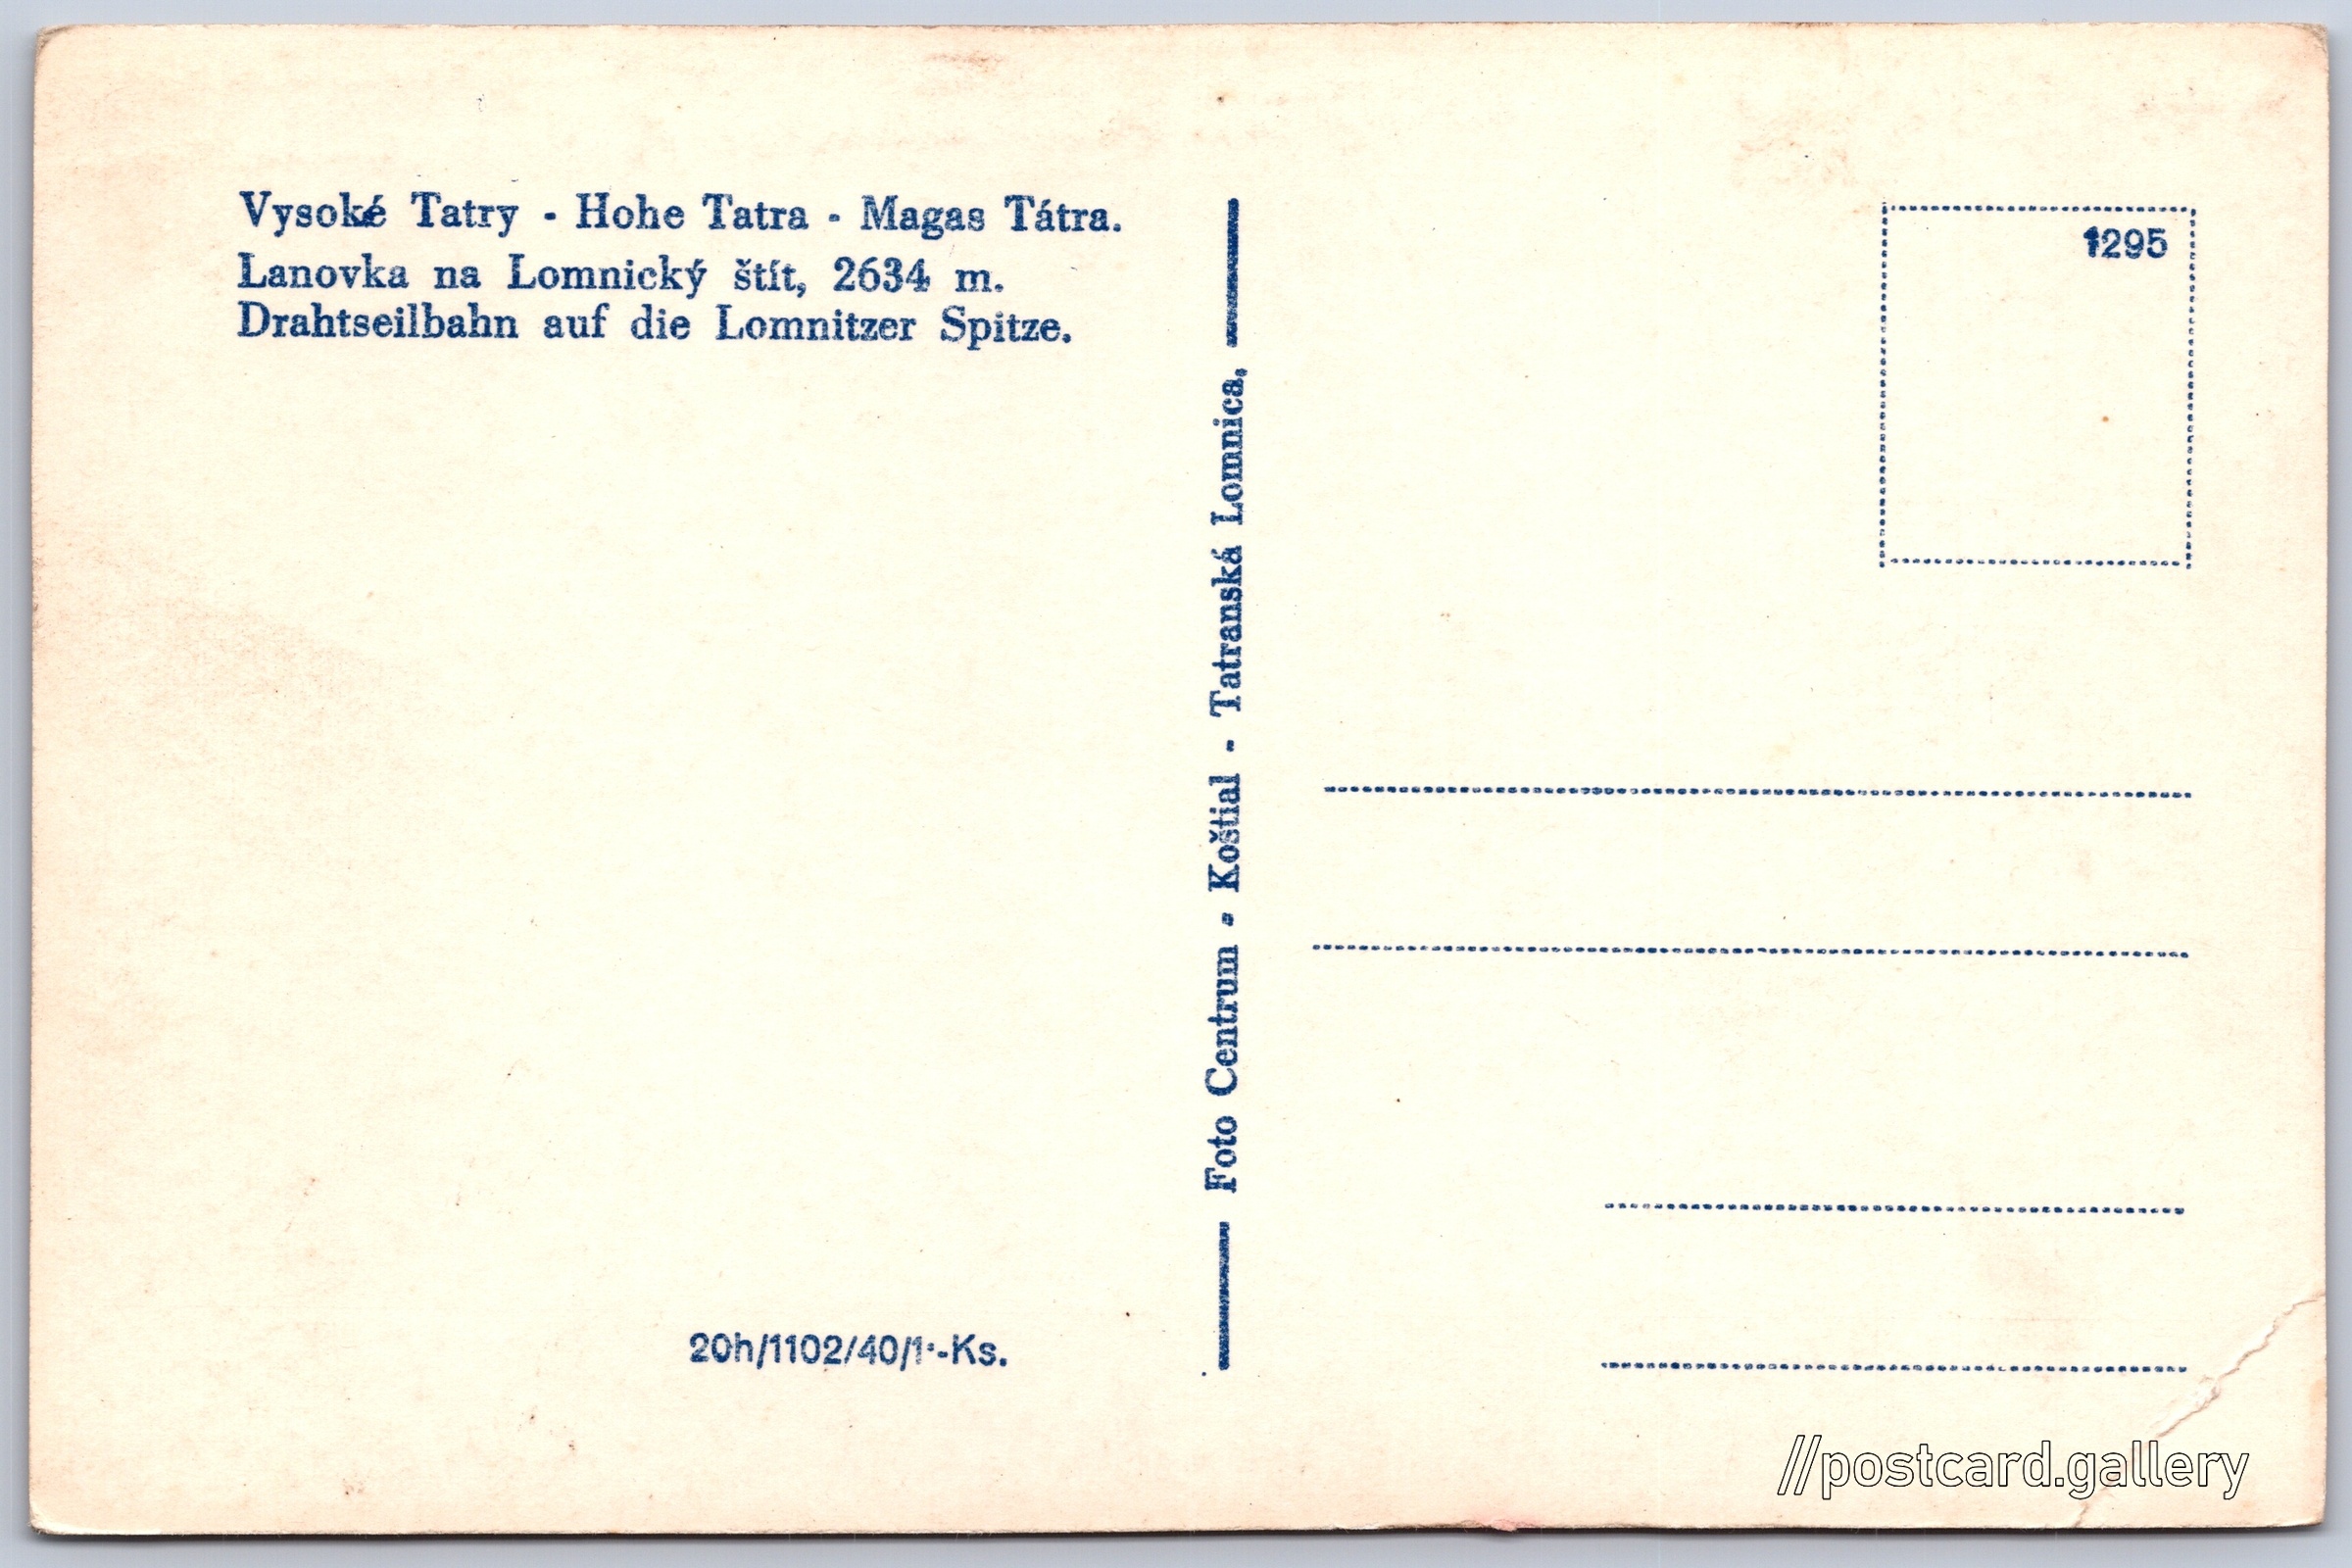 Vysoké Tatry - Hohe Tatra - Magas Tátra.
Lanovka na Lomnický štít, 2634 m.
Drahtseilbahn auf die Lomnitzer Spitze.
20h/1102/40/1·-Ks.
Foto Centrum - Koštial - Tatranská Lomnica.
1295
//postcard.gallery